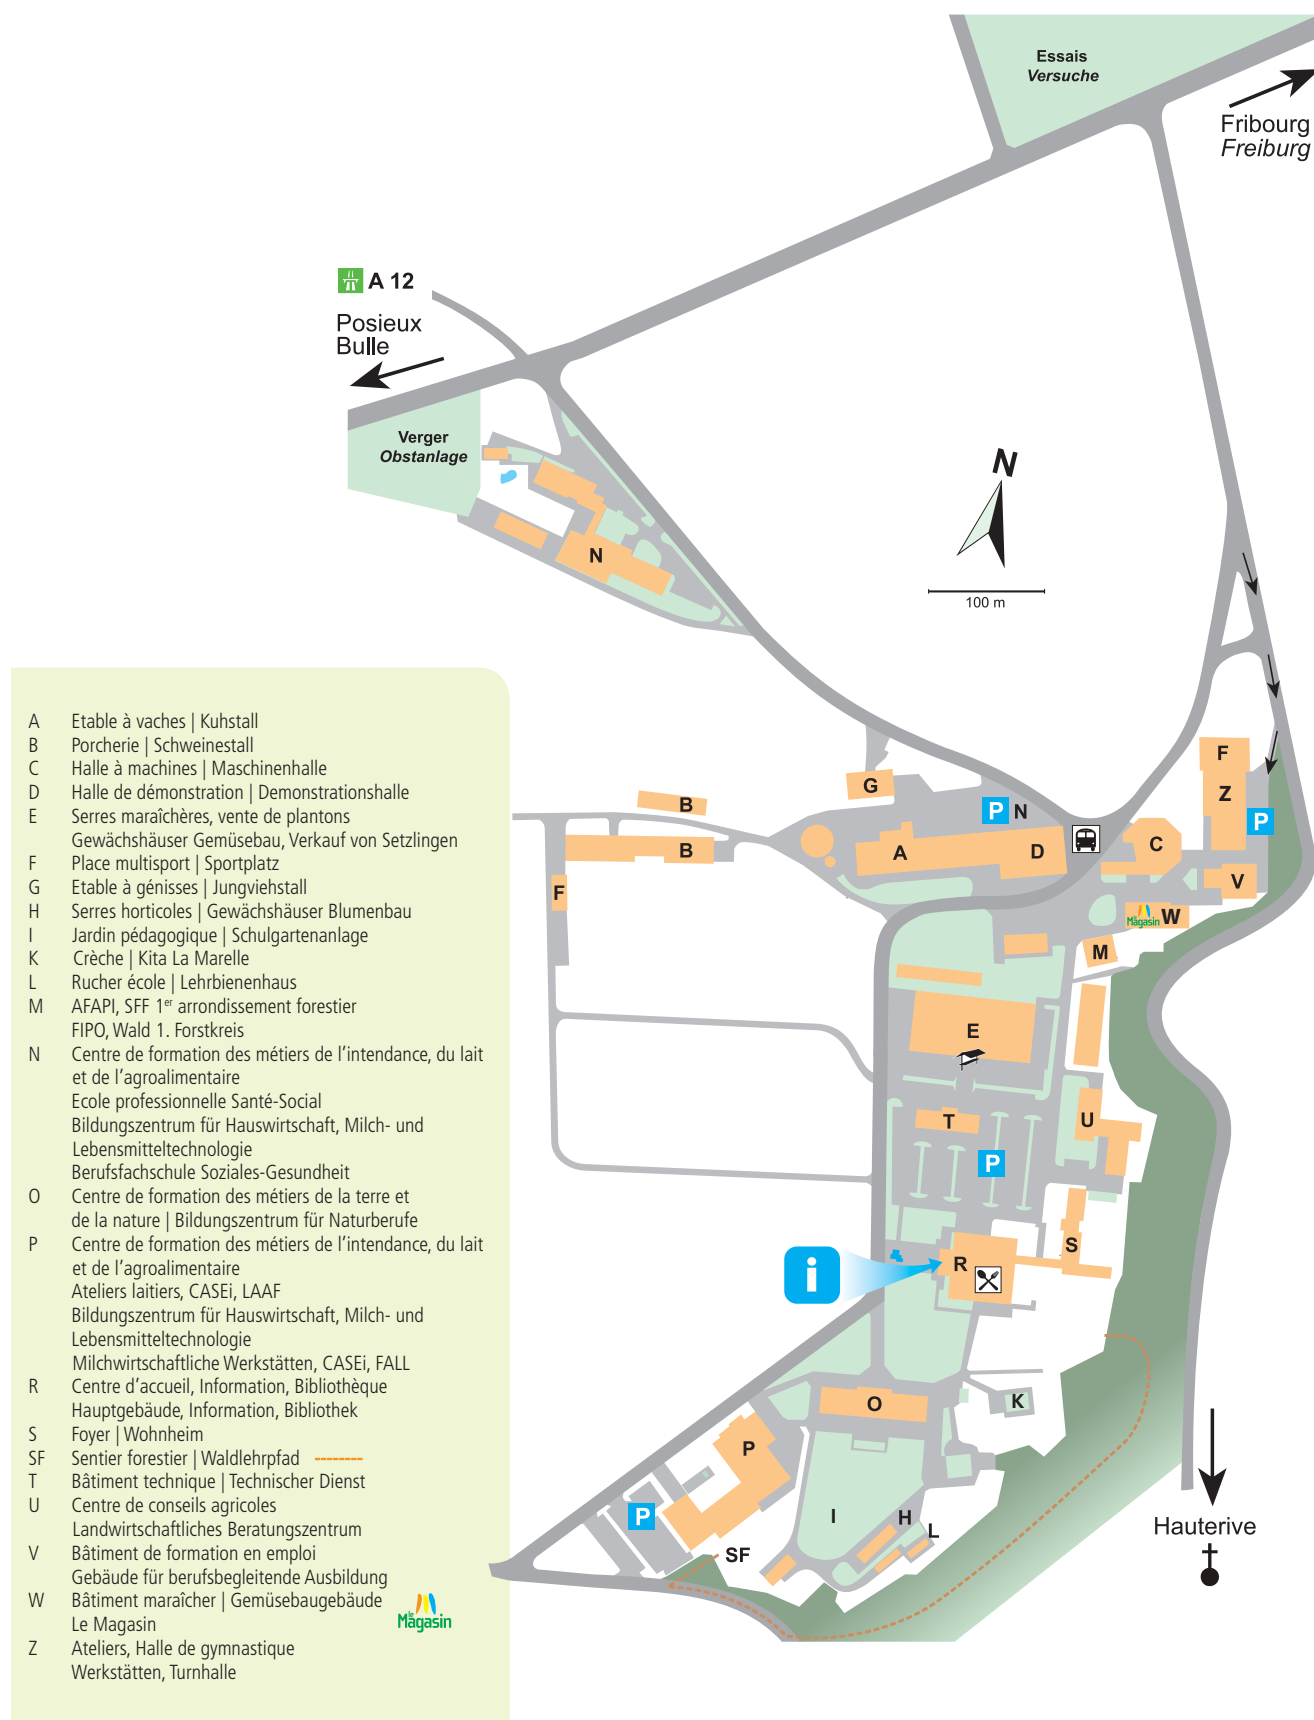 Essais
Versuche
Fribourg
Freiburg
A 12
Posieux
Bulle
Verger
Obstanlage
N
N
100 m
A Etable à vaches | Kuhstall
B Porcherie | Schweinestall
C Halle à machines | Maschinenhalle
D Halle de démonstration | Demonstrationshalle
E Serres maraîchères, vente de plantons
Gewächshäuser Gemüsebau, Verkauf von Setzlingen
F Place multisport | Sportplatz
G Etable à génisses | Jungviehstall
H Serres horticoles | Gewächshäuser Blumenbau
I Jardin pédagogique | Schulgartenanlage
K Crèche | Kita La Marelle
L Rucher école | Lehrbienenhaus
M AFAPI, SFF 1er arrondissement forestier
FIPO, Wald 1. Forstkreis
N Centre de formation des métiers de l'intendance, du lait
et de l'agroalimentaire
Ecole professionnelle Santé-Social
Bildungszentrum für Hauswirtschaft, Milch- und
Lebensmitteltechnologie
Berufsfachschule Soziales-Gesundheit
O Centre de formation des métiers de la terre et
de la nature | Bildungszentrum für Naturberufe
P Centre de formation des métiers de l'intendance, du lait
et de l'agroalimentaire
Ateliers laitiers, CASEi, LAAF
Bildungszentrum für Hauswirtschaft, Milch- und
Lebensmitteltechnologie
Milchwirtschaftliche Werkstätten, CASEi, FALL
R Centre d'accueil, Information, Bibliothèque
Hauptgebäude, Information, Bibliothek
S Foyer | Wohnheim
SF Sentier forestier | Waldlehrpfad
T Bâtiment technique | Technischer Dienst
U Centre de conseils agricoles
Landwirtschaftliches Beratungszentrum
V Bâtiment de formation en emploi
Gebäude für berufsbegleitende Ausbildung
W Bâtiment maraîcher | Gemüsebaugebäude
Le Magasin
le Magasin
Z Ateliers, Halle de gymnastique
Werkstätten, Turnhalle
F
Z
P
G
B
P N
A
D
C
B
V
F
le Magasin W
M
E
T
U
P
S
R
i
O
K
P
P
I
H
L
SF
Hauterive